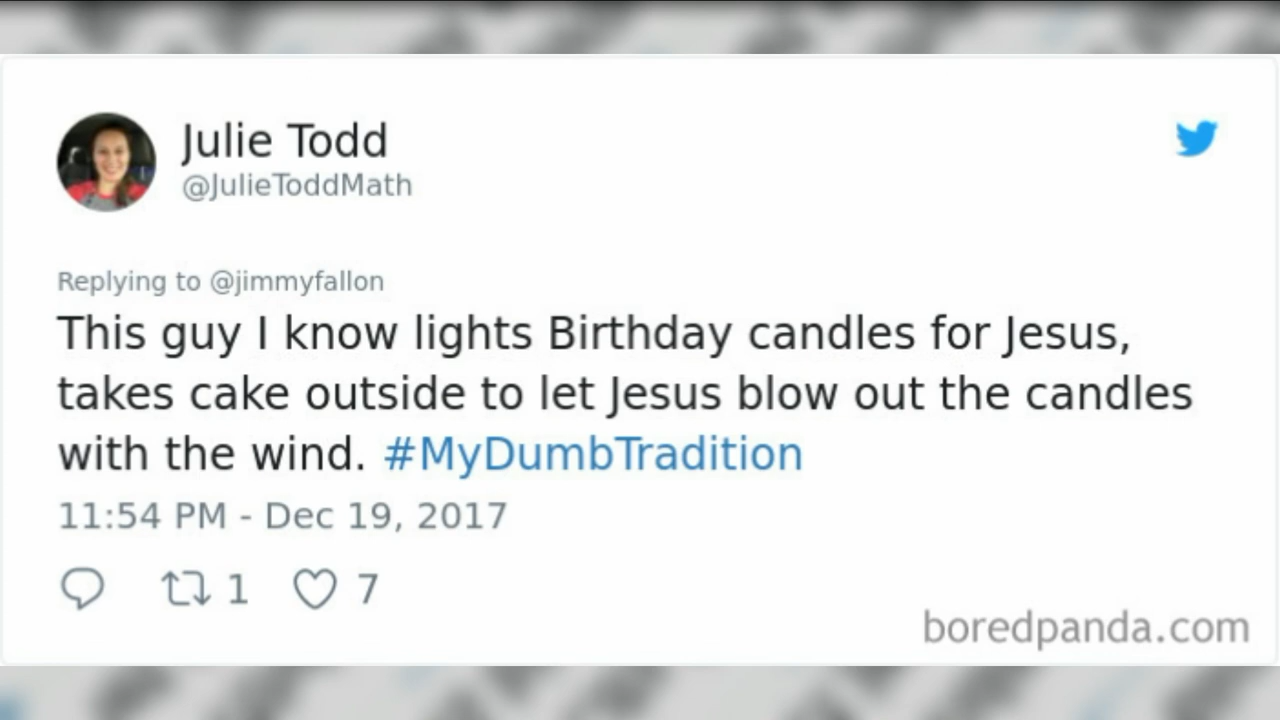 Julie Todd
@JulieToddMath
Replying to @jimmyfallon
This guy I know lights Birthday candles for Jesus,
takes cake outside to let Jesus blow out the candles
with the wind. #MyDumbTradition
11:54 PM - Dec 19, 2017
1 7
boredpanda.com